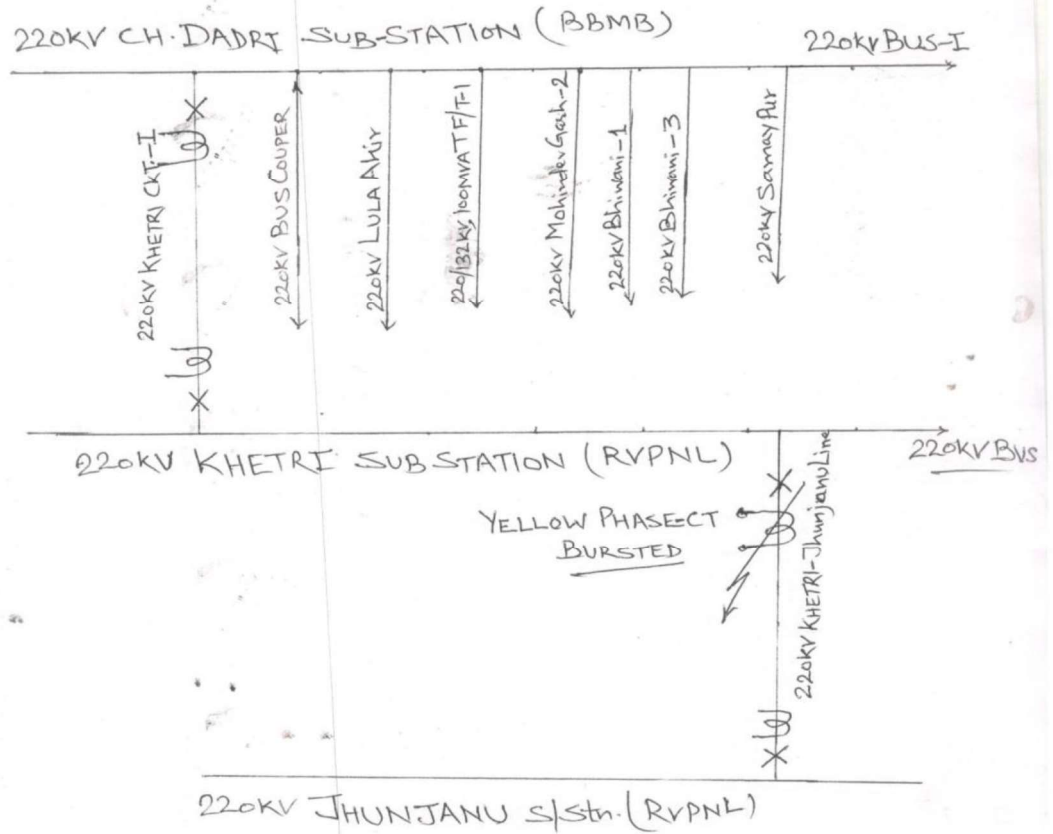 220KV CH. DADRI SUB-STATION (BBMB)
220KV BUS-I
220KV KHETRI CKT.-I
220KV BUS COUPER
220KV LULA Ahir
220/132KV, 100MVA TF/T-1
220KV Mohinder Garh-2
220KV Bhiwani-1
220KV Bhiwani-3
220KV Samay Pur
220KV KHETRI SUB STATION (RVPNL)
220KV BUS
YELLOW PHASE-CT
BURSTED
220KV KHETRI-Jhunjanu Line
220KV JHUNJANU S/Stn. (RVPNL)